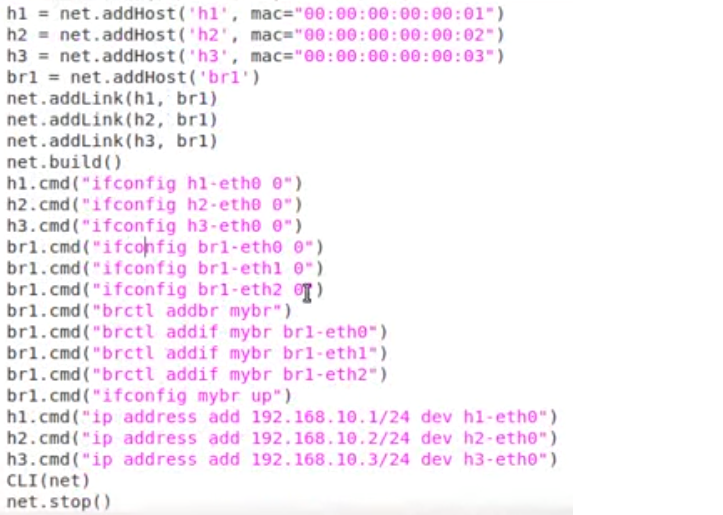 h1 = net.addHost('h1', mac="00:00:00:00:00:01")
h2 = net.addHost('h2', mac="00:00:00:00:00:02")
h3 = net.addHost('h3', mac="00:00:00:00:00:03")
br1 = net.addHost('br1')
net.addLink(h1, br1)
net.addLink(h2, br1)
net.addLink(h3, br1)
net.build()
h1.cmd("ifconfig h1-eth0 0")
h2.cmd("ifconfig h2-eth0 0")
h3.cmd("ifconfig h3-eth0 0")
br1.cmd("ifconfig br1-eth0 0")
br1.cmd("ifconfig br1-eth1 0")
br1.cmd("ifconfig br1-eth2 0")
br1.cmd("brctl addbr mybr")
br1.cmd("brctl addif mybr br1-eth0")
br1.cmd("brctl addif mybr br1-eth1")
br1.cmd("brctl addif mybr br1-eth2")
br1.cmd("ifconfig mybr up")
h1.cmd("ip address add 192.168.10.1/24 dev h1-eth0")
h2.cmd("ip address add 192.168.10.2/24 dev h2-eth0")
h3.cmd("ip address add 192.168.10.3/24 dev h3-eth0")
CLI(net)
net.stop()